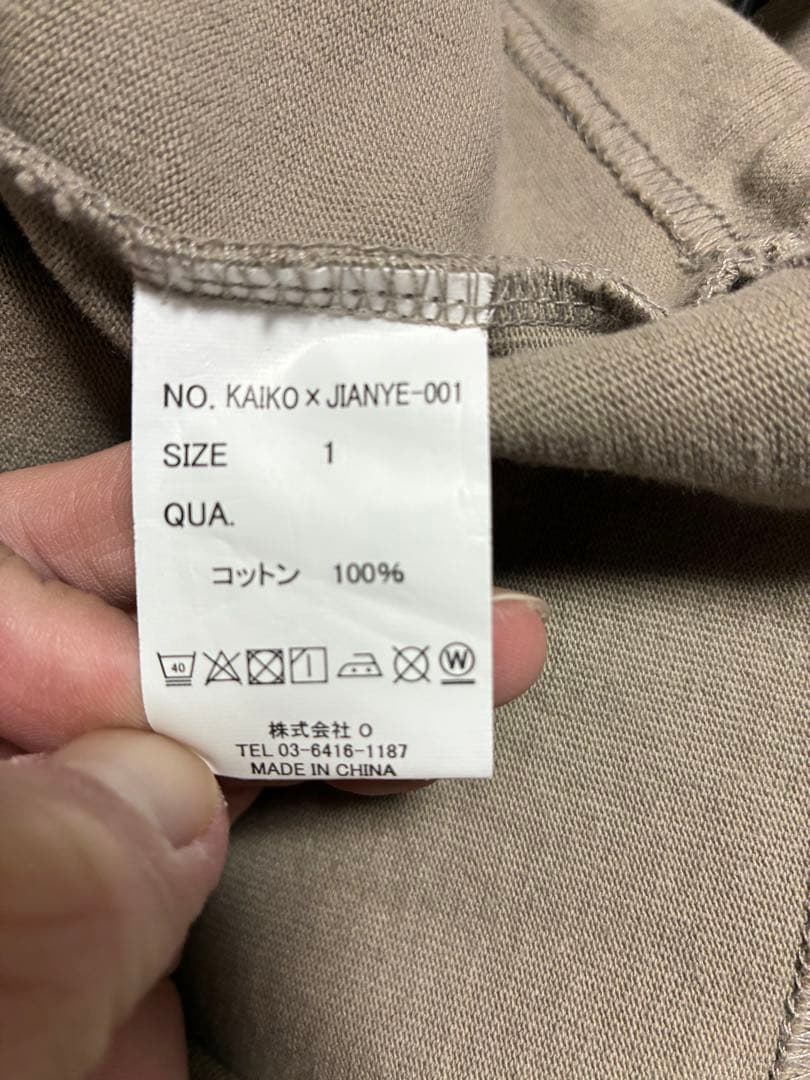 NO. KAIKO×JIANYE-001
SIZE 1
QUA.
コットン 100%
40 W
株式会社 O
TEL 03-6416-1187
MADE IN CHINA